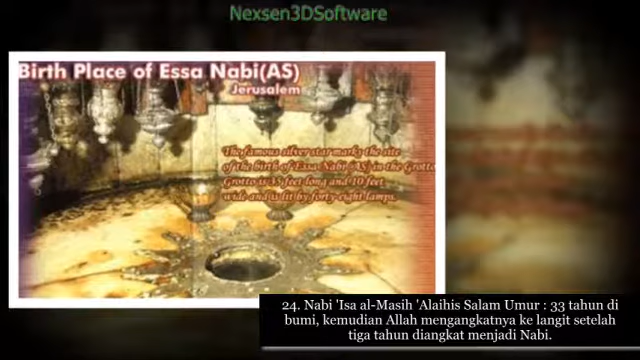 Nexsen3DSoftware
Birth Place of Essa Nabi(AS)
Jerusalem
The famous silver star marks the site
of the birth of Essa Nabi (AS) in the Grotto
Grotto is 35 feet long and 10 feet
wide and is lit by forty eight lamps.
24. Nabi 'Isa al-Masih 'Alaihis Salam Umur : 33 tahun di
bumi, kemudian Allah mengangkatnya ke langit setelah
tiga tahun diangkat menjadi Nabi.